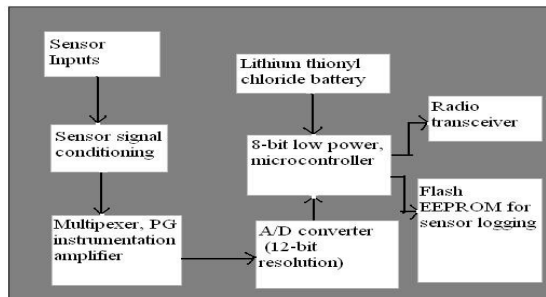 Sensor
Inputs
Sensor signal
conditioning
Multipexer, PG
instrumentation
amplifier
Lithium thionyl
chloride battery
8-bit low power,
microcontroller
A/D converter
(12-bit
resolution)
Radio
transceiver
Flash
EEPROM for
sensor logging